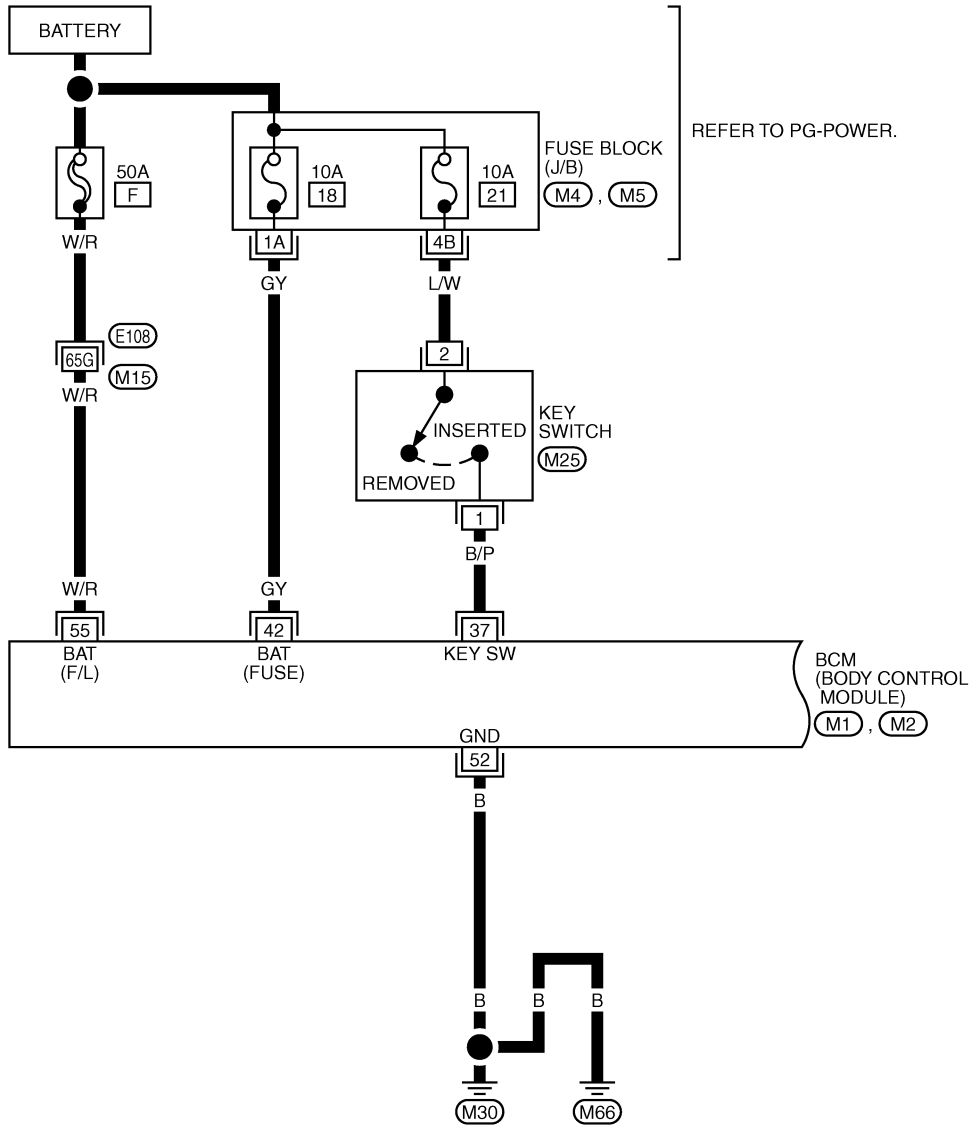 BATTERY
REFER TO PG-POWER.
50A
F
10A
18
10A
21
FUSE BLOCK
(J/B)
M4 , M5
W/R
1A
4B
GY
L/W
E108
65G
M15
W/R
2
KEY
SWITCH
M25
INSERTED
REMOVED
1
B/P
W/R
GY
55
42
37
BAT
(F/L)
BAT
(FUSE)
KEY SW
BCM
(BODY CONTROL
MODULE)
M1 , M2
GND
52
B
B
B
B
M30
M66